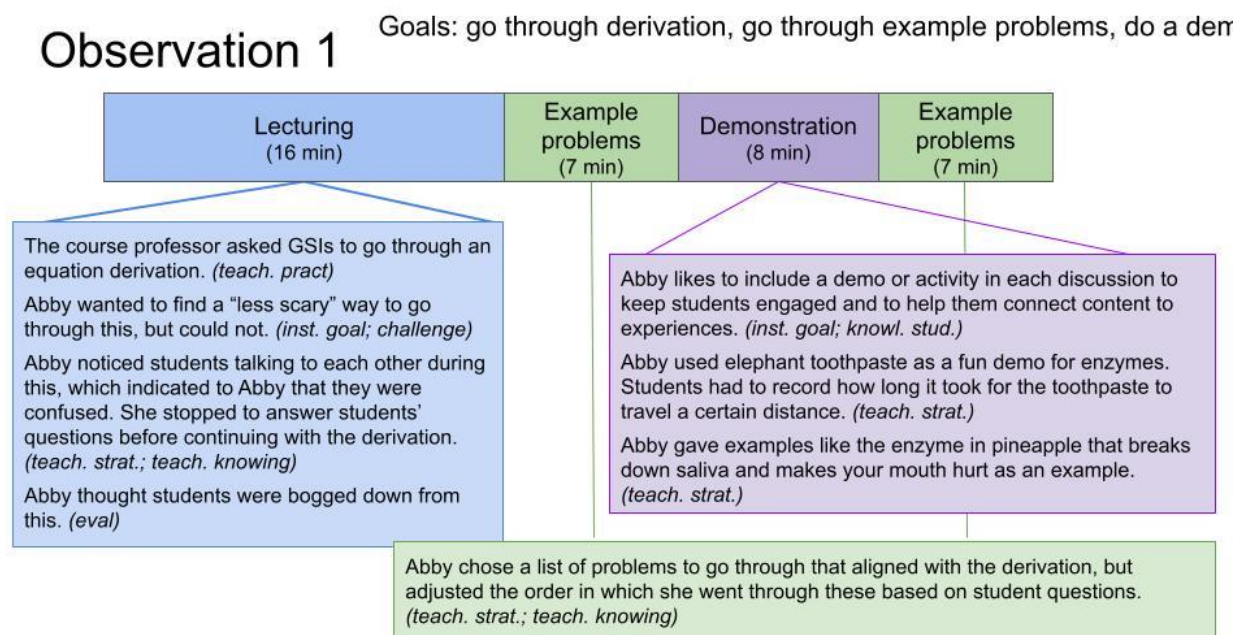 Observation 1
Goals: go through derivation, go through example problems, do a dem
Lecturing
(16 min)
Example
problems
(7 min)
Demonstration
(8 min)
Example
problems
(7 min)
The course professor asked GSIs to go through an
equation derivation. (teach. pract)
Abby wanted to find a “less scary” way to go
through this, but could not. (inst. goal; challenge)
Abby noticed students talking to each other during
this, which indicated to Abby that they were
confused. She stopped to answer students’
questions before continuing with the derivation.
(teach. strat.; teach. knowing)
Abby thought students were bogged down from
this. (eval)
Abby likes to include a demo or activity in each discussion to
keep students engaged and to help them connect content to
experiences. (inst. goal; knowl. stud.)
Abby used elephant toothpaste as a fun demo for enzymes.
Students had to record how long it took for the toothpaste to
travel a certain distance. (teach. strat.)
Abby gave examples like the enzyme in pineapple that breaks
down saliva and makes your mouth hurt as an example.
(teach. strat.)
Abby chose a list of problems to go through that aligned with the derivation, but
adjusted the order in which she went through these based on student questions.
(teach. strat.; teach. knowing)